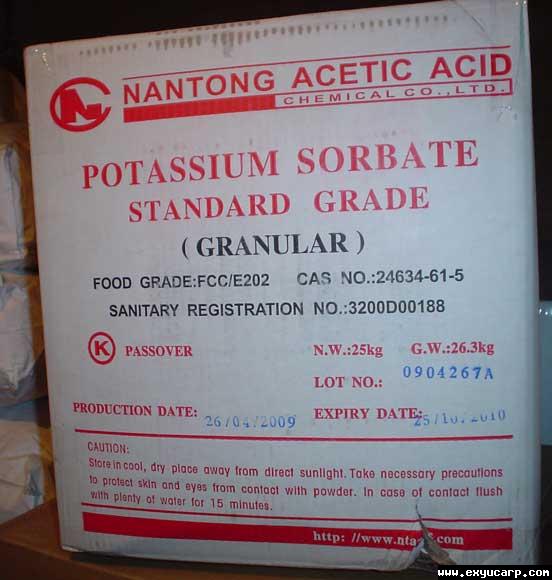 NANTONG ACETIC ACID
CHEMICAL CO.,LTD.
POTASSIUM SORBATE
STANDARD GRADE
(GRANULAR)
FOOD GRADE:FCC/E202 CAS NO.:24634-61-5
SANITARY REGISTRATION NO.:3200D00188
K PASSOVER N.W.:25kg G.W.:26.3kg
LOT NO.: 0904267A
PRODUCTION DATE: 26/04/2009 EXPIRY DATE: 25/10/2010
CAUTION:
Store in cool, dry place away from direct sunlight. Take necessary precautions
to protect skin and eyes from contact with powder. In case of contact flush
with plenty of water for 15 minutes.
http: //www.nta
www.exyucarp.com